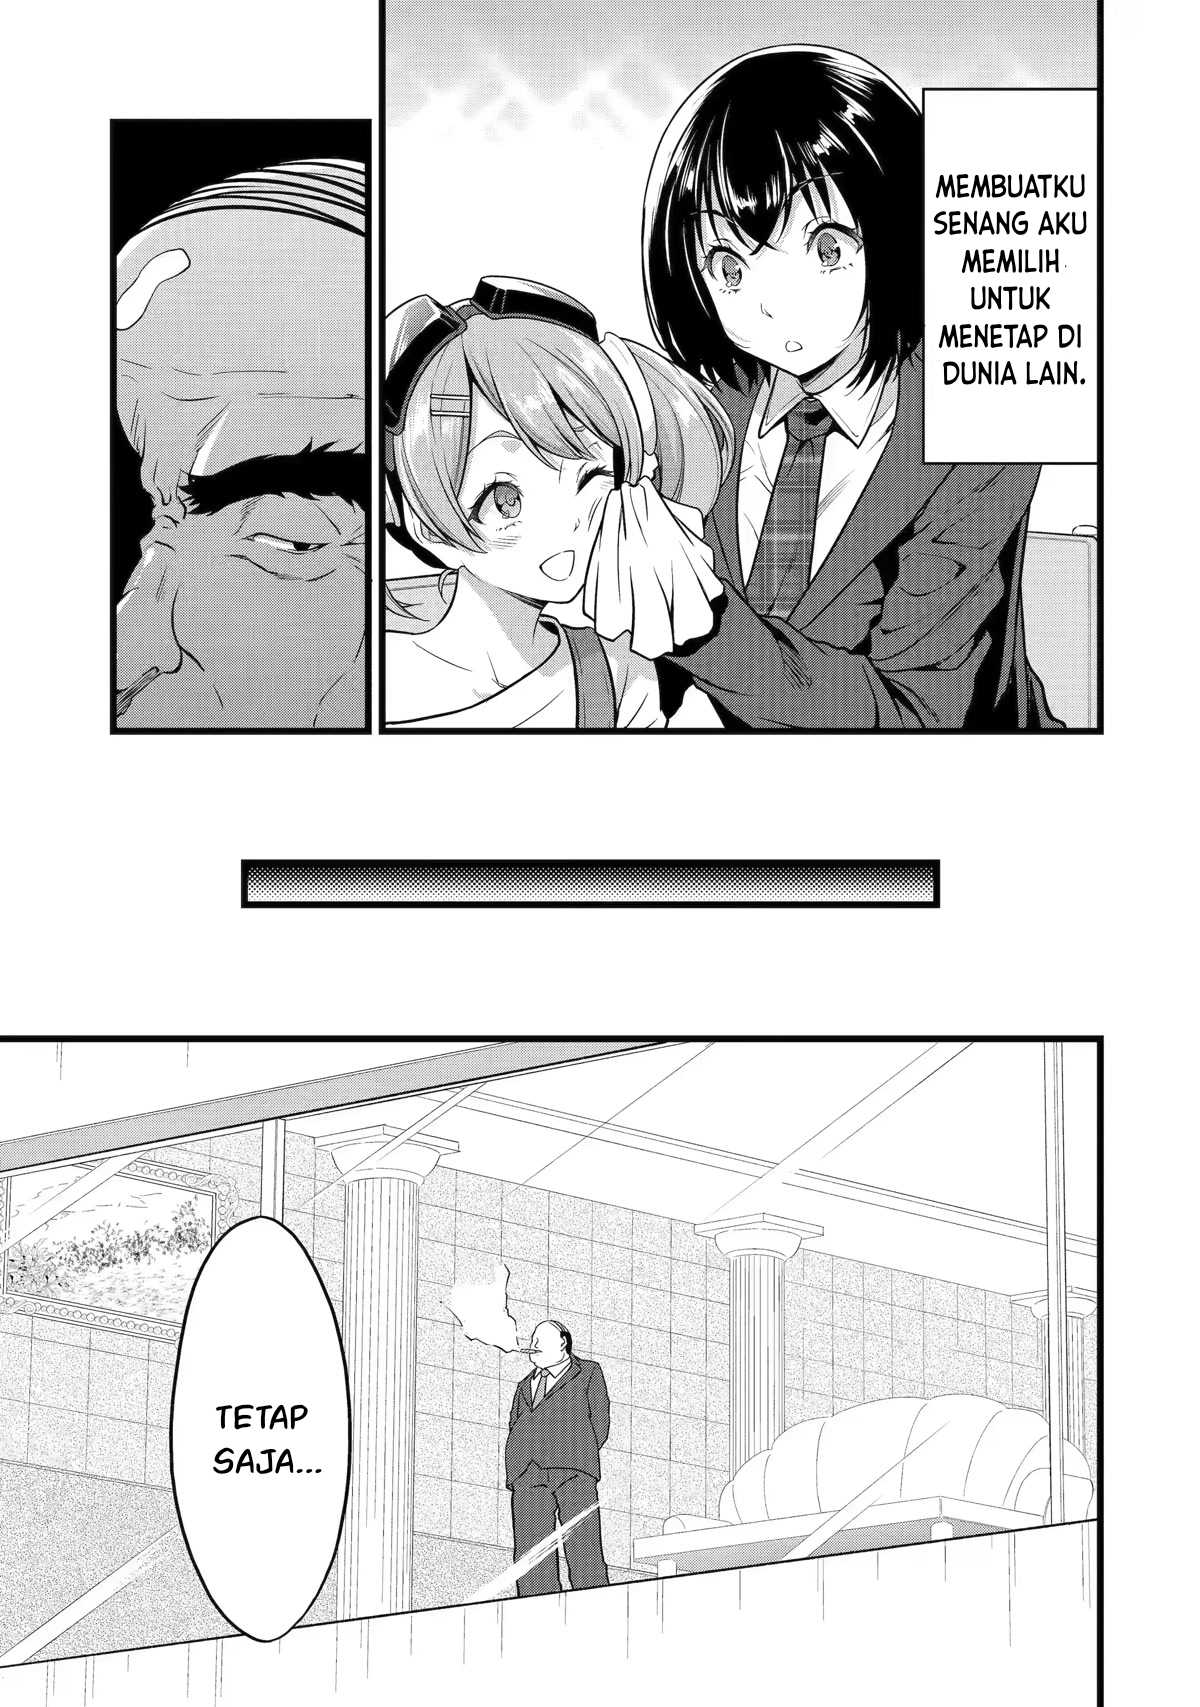 MEMBUATKU
SENANG AKU
MEMILIH
UNTUK
MENETAP DI
DUNIA LAIN.
TETAP
SAJA...